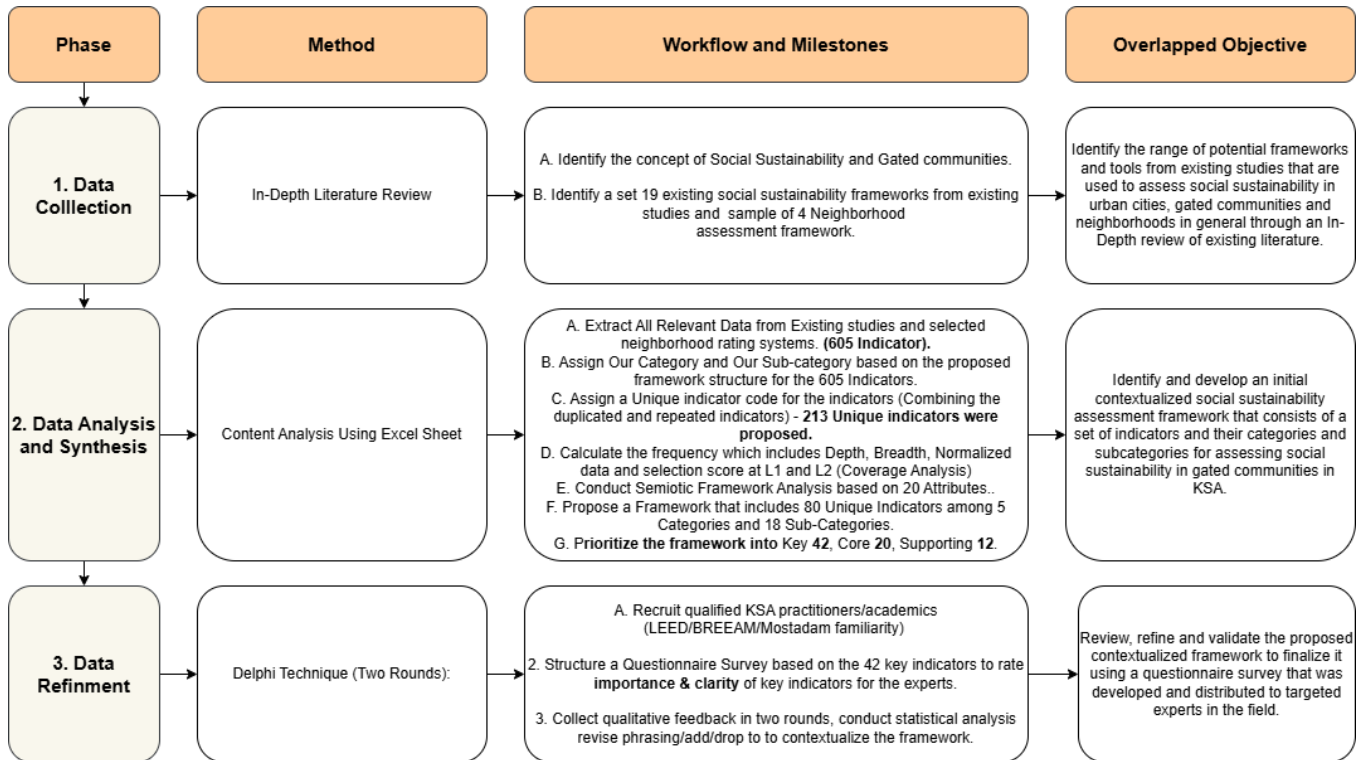 Phase
Method
Workflow and Milestones
Overlapped Objective
1. Data
Colllection
In-Depth Literature Review
A. Identify the concept of Social Sustainability and Gated communities.
B. Identify a set 19 existing social sustainability frameworks from existing
studies and sample of 4 Neighborhood
assessment framework.
Identify the range of potential frameworks
and tools from existing studies that are
used to assess social sustainability in
urban cities, gated communities and
neighborhoods in general through an In-
Depth review of existing literature.
2. Data Analysis
and Synthesis
Content Analysis Using Excel Sheet
A. Extract All Relevant Data from Existing studies and selected
neighborhood rating systems. (605 Indicator).
B. Assign Our Category and Our Sub-category based on the proposed
framework structure for the 605 Indicators.
C. Assign a Unique indicator code for the indicators (Combining the
duplicated and repeated indicators) - 213 Unique indicators were
proposed.
D. Calculate the frequency which includes Depth, Breadth, Normalized
data and selection score at L1 and L2 (Coverage Analysis)
E. Conduct Semiotic Framework Analysis based on 20 Attributes..
F. Propose a Framework that includes 80 Unique Indicators among 5
Categories and 18 Sub-Categories.
G. Prioritize the framework into Key 42, Core 20, Supporting 12.
Identify and develop an initial
contextualized social sustainability
assessment framework that consists of a
set of indicators and their categories and
subcategories for assessing social
sustainability in gated communities in
KSA.
3. Data
Refinment
Delphi Technique (Two Rounds):
A. Recruit qualified KSA practitioners/academics
(LEED/BREEAM/Mostadam familiarity)
2. Structure a Questionnaire Survey based on the 42 key indicators to rate
importance & clarity of key indicators for the experts.
3. Collect qualitative feedback in two rounds, conduct statistical analysis
revise phrasing/add/drop to to contextualize the framework.
Review, refine and validate the proposed
contextualized framework to finalize it
using a questionnaire survey that was
developed and distributed to targeted
experts in the field.